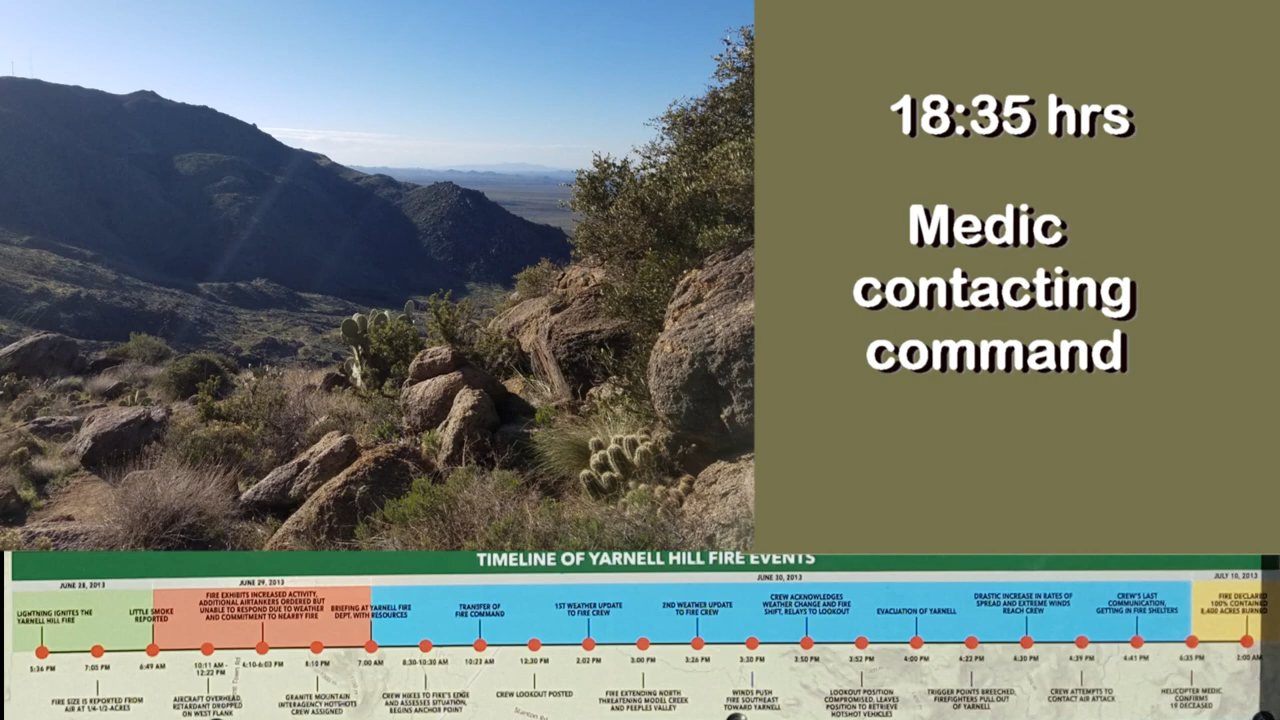 18:35 hrs
Medic
contacting
command
TIMELINE OF YARNELL HILL FIRE EVENTS
JUNE 28, 2013
JUNE 29, 2013
JUNE 30, 2013
JULY 10, 2013
LIGHTNING IGNITES THE
YARNELL HILL FIRE
LITTLE SMOKE
REPORTED
FIRE EXHIBITS INCREASED ACTIVITY,
ADDITIONAL AIRTANKERS ORDERED BUT
UNABLE TO RESPOND DUE TO WEATHER
AND COMMITMENT TO NEARBY FIRE
BRIEFING AT YARNELL FIRE
DEPT. WITH RESOURCES
TRANSFER OF
FIRE COMMAND
1ST WEATHER UPDATE
TO FIRE CREW
2ND WEATHER UPDATE
TO FIRE CREW
CREW ACKNOWLEDGES
WEATHER CHANGE AND FIRE
SHIFT, RELAYS TO LOOKOUT
EVACUATION OF YARNELL
DRASTIC INCREASE IN RATES OF
SPREAD AND EXTREME WINDS
REACH CREW
CREW'S LAST
COMMUNICATION,
GETTING IN FIRE SHELTERS
FIRE DECLARED
100% CONTAINED
8,400 ACRES BURNED
5:36 PM
7:05 PM
6:49 AM
10:11 AM -
12:22 PM
4:10-6:03 PM
8:10 PM
7:00 AM
8:30-10:30 AM
10:23 AM
12:30 PM
2:02 PM
3:00 PM
3:26 PM
3:30 PM
3:50 PM
3:52 PM
4:00 PM
4:22 PM
4:30 PM
4:39 PM
4:41 PM
6:35 PM
2:00 AM
FIRE SIZE IS REPORTED FROM
AIR AT 1/4-1/2-ACRES
AIRCRAFT OVERHEAD,
RETARDANT DROPPED
ON WEST FLANK
GRANITE MOUNTAIN
INTERAGENCY HOTSHOTS
CREW ASSIGNED
CREW HIKES TO FIRE'S EDGE
AND ASSESSES SITUATION,
BEGINS ANCHOR POINT
CREW LOOKOUT POSTED
FIRE EXTENDING NORTH
THREATENING MODEL CREEK
AND PEEPLES VALLEY
WINDS PUSH
FIRE SOUTHEAST
TOWARD YARNELL
LOOKOUT POSITION
COMPROMISED, LEAVES
POSITION TO RETRIEVE
HOTSHOT VEHICLES
TRIGGER POINTS BREECHED,
FIREFIGHTERS PULL OUT
OF YARNELL
CREW ATTEMPTS TO
CONTACT AIR ATTACK
HELICOPTER MEDIC
CONFIRMS
19 DECEASED
Stanton Rd